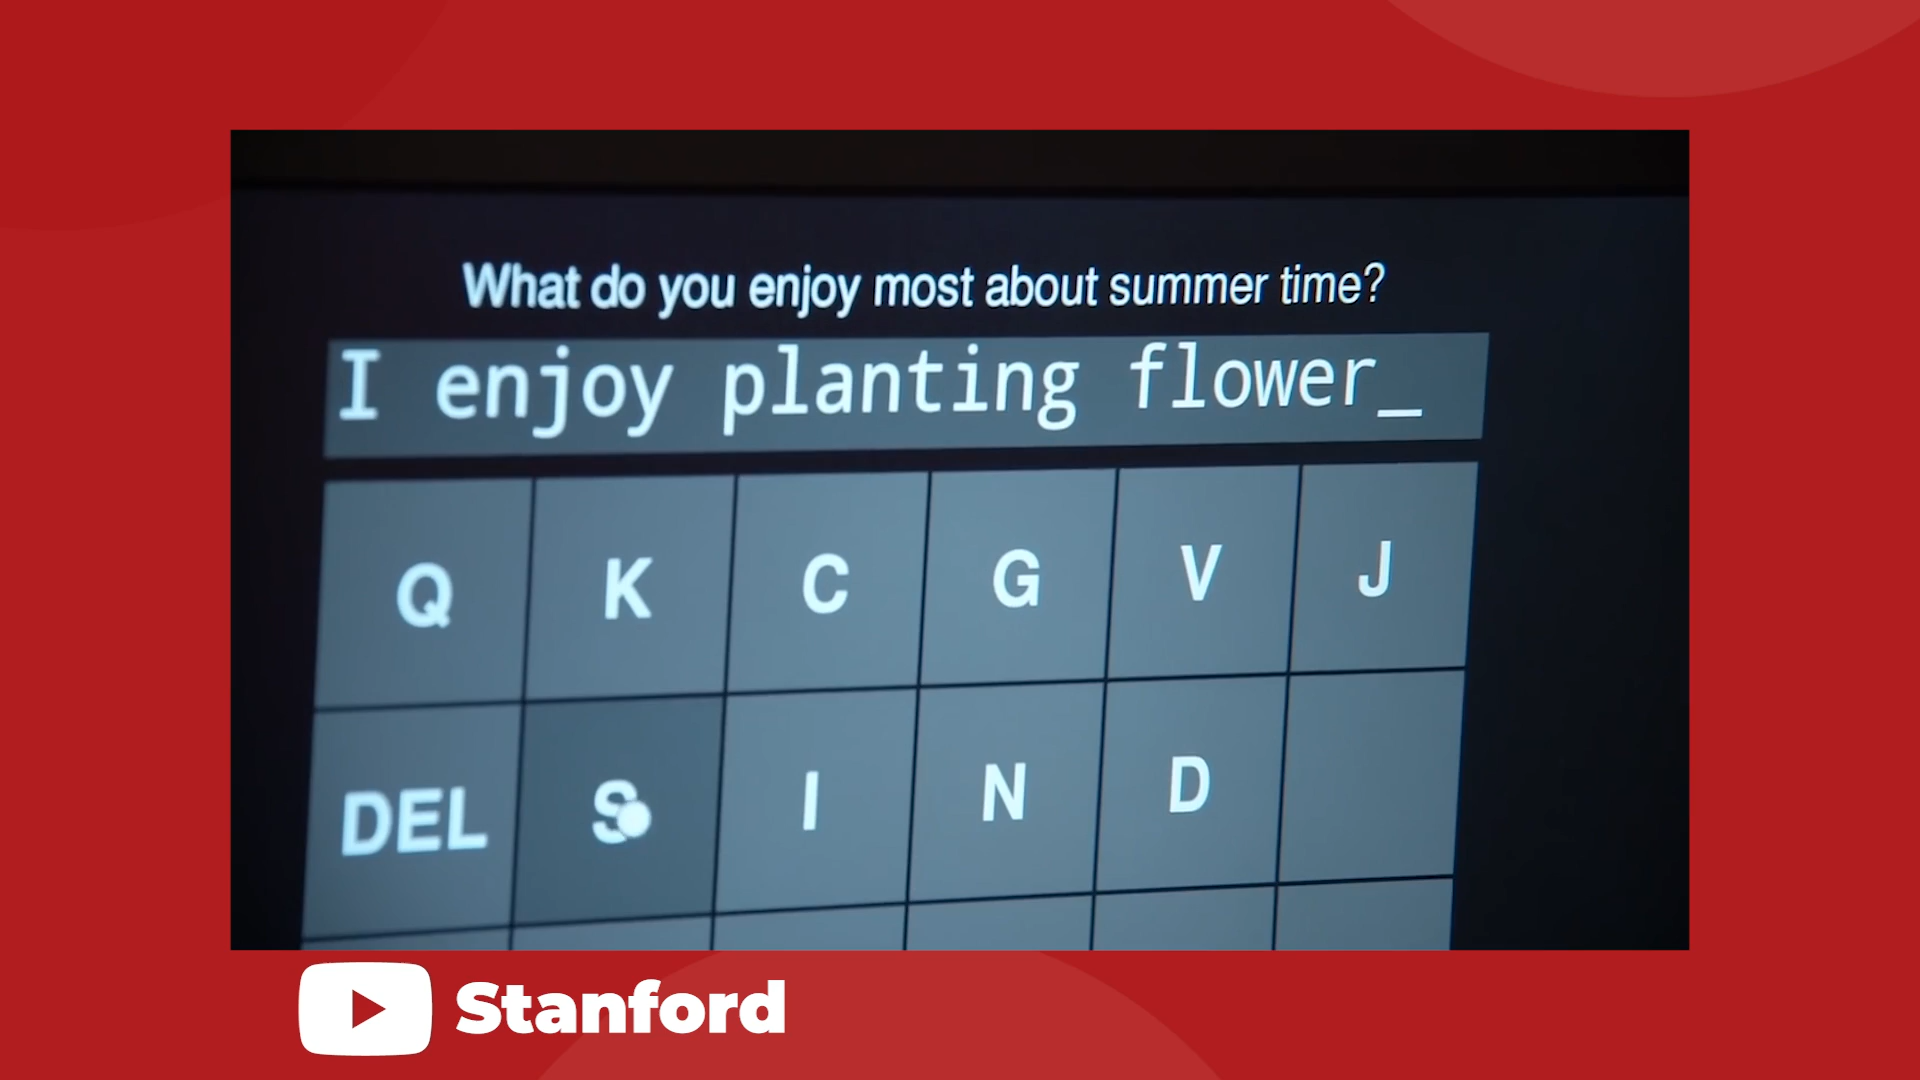 What do you enjoy most about summer time?
I enjoy planting flower_
Q K C G V J
DEL S I N D
Stanford